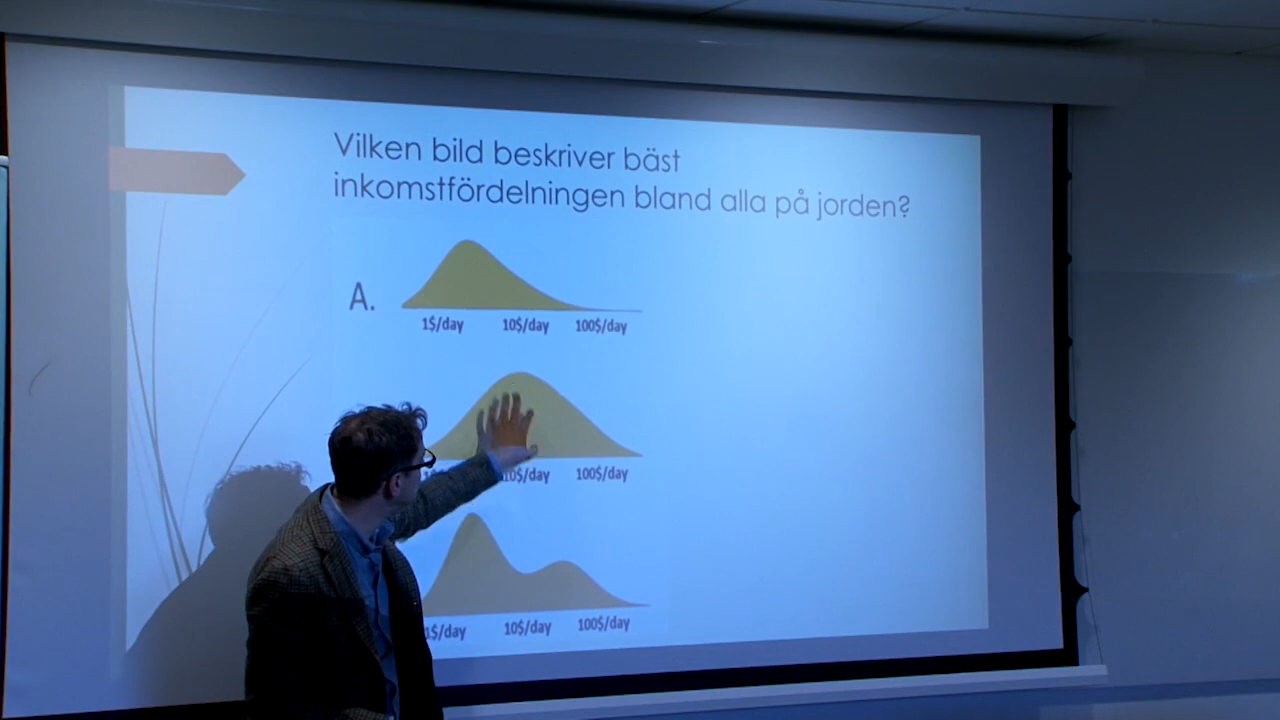 Vilken bild beskriver bäst
inkomstfördelningen bland alla på jorden?
A.
1$/day 10$/day 100$/day
10$/day 100$/day
1$/day 10$/day 100$/day